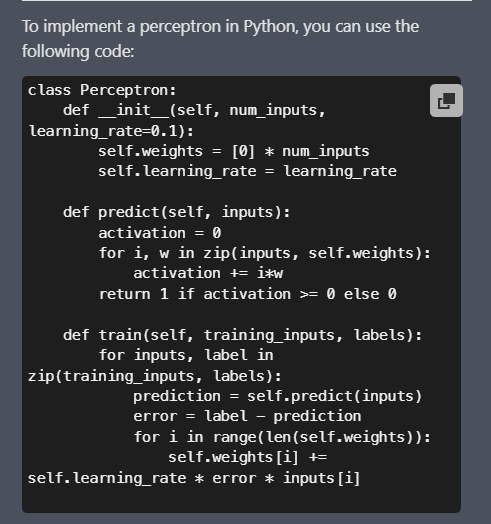 To implement a perceptron in Python, you can use the
following code:
class Perceptron:
    def __init__(self, num_inputs,
learning_rate=0.1):
        self.weights = [0] * num_inputs
        self.learning_rate = learning_rate
    def predict(self, inputs):
        activation = 0
        for i, w in zip(inputs, self.weights):
            activation += i*w
        return 1 if activation >= 0 else 0
    def train(self, training_inputs, labels):
        for inputs, label in
zip(training_inputs, labels):
            prediction = self.predict(inputs)
            error = label - prediction
            for i in range(len(self.weights)):
                self.weights[i] +=
self.learning_rate * error * inputs[i]